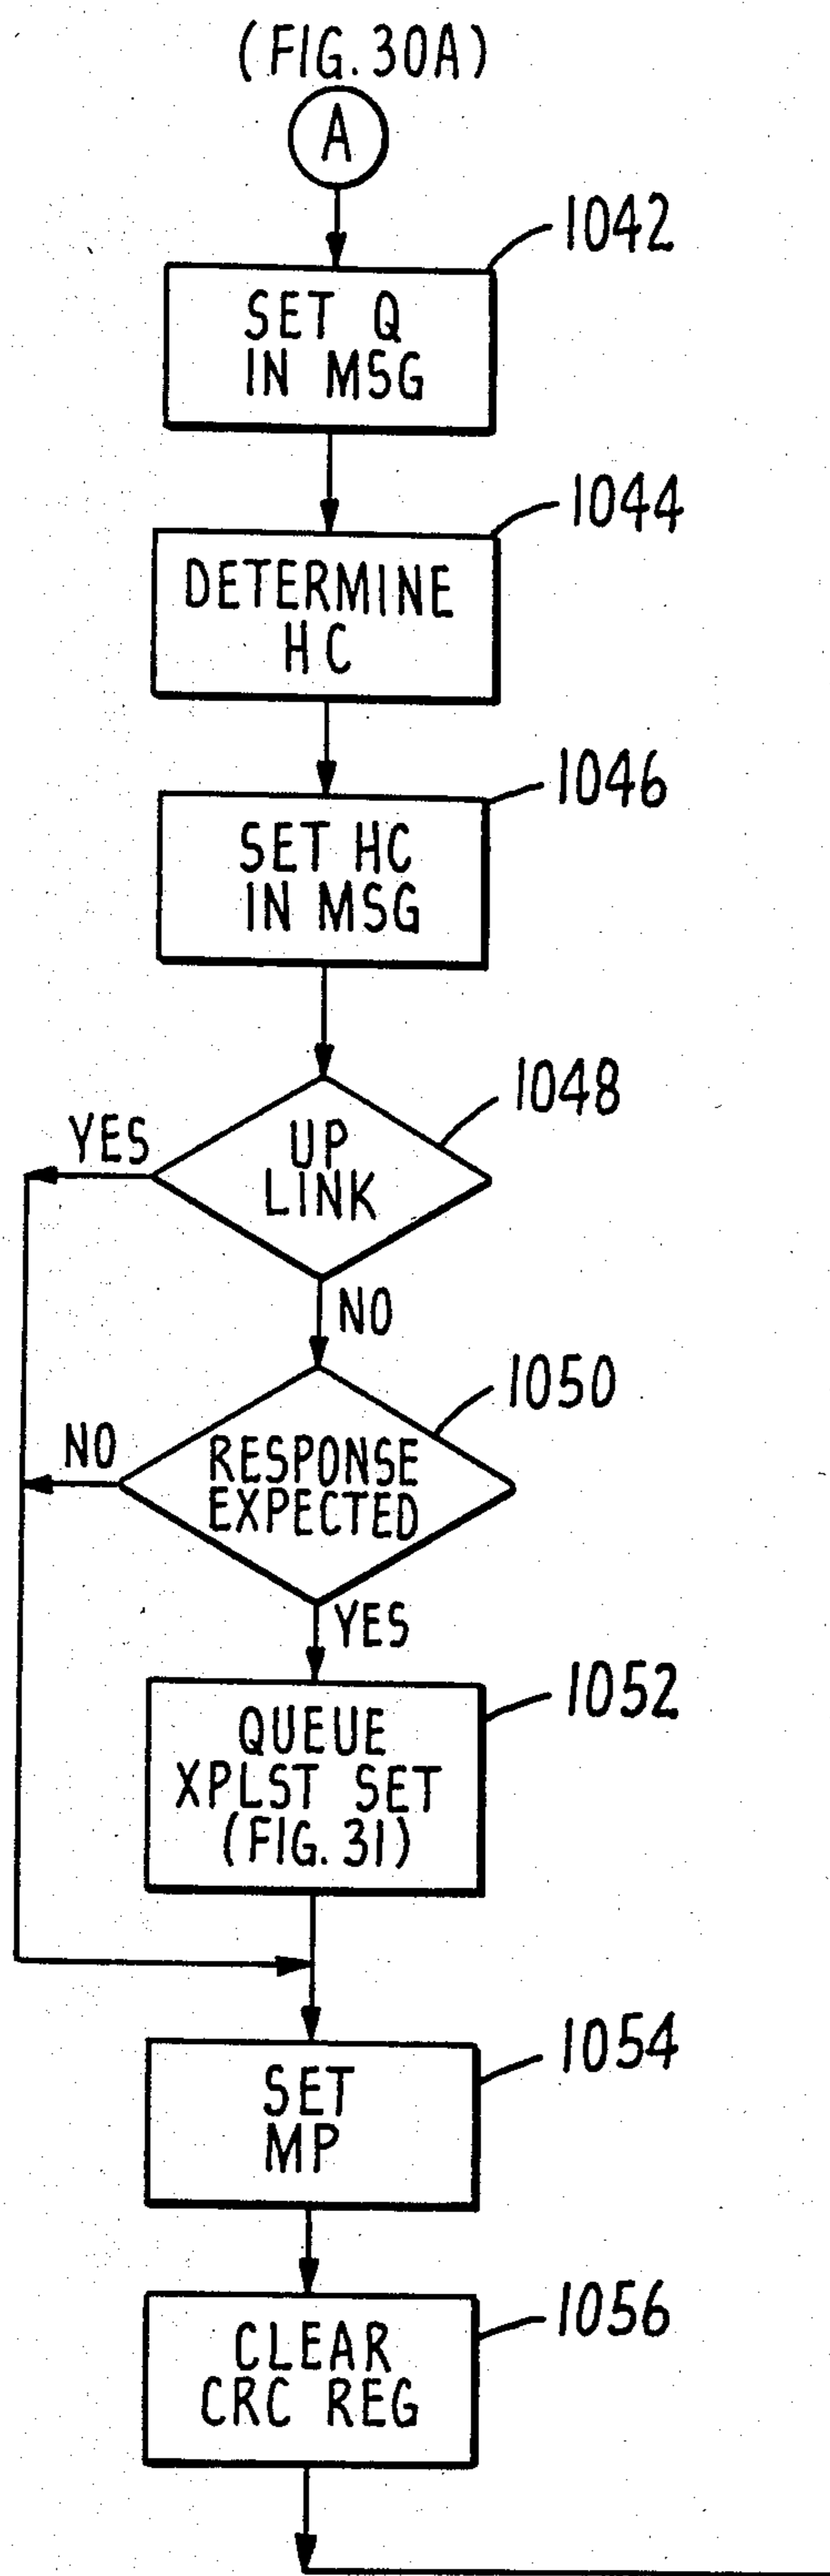 (FIG. 30A)
A
1042
SET Q
IN MSG
1044
DETERMINE
HC
1046
SET HC
IN MSG
1048
YES
UP
LINK
NO
1050
NO
RESPONSE
EXPECTED
YES
1052
QUEUE
XPLST SET
(FIG. 31)
1054
SET
MP
1056
CLEAR
CRC REG